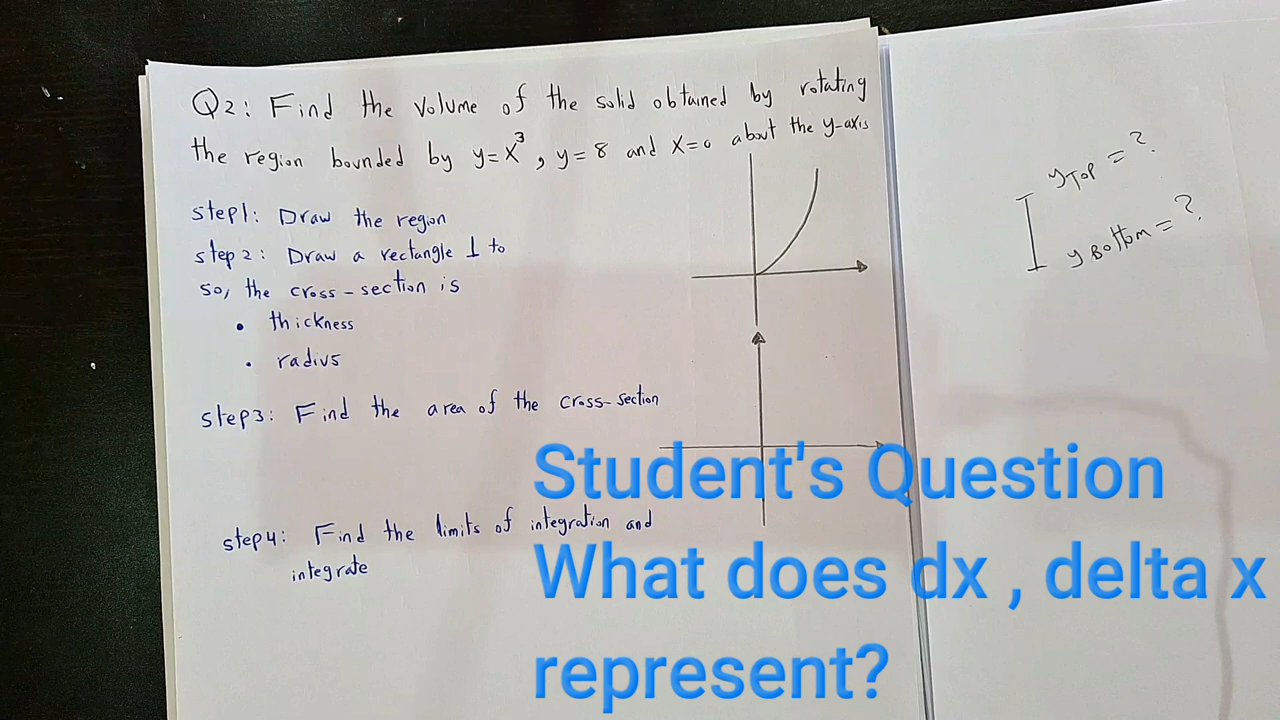 Q2: Find the volume of the solid obtained by rotating
the region bounded by y=x³, y=8 and x=0 about the y-axis
step1: Draw the region
step2: Draw a rectangle ⊥ to
so, the cross-section is
• thickness
• radius
step3: Find the area of the cross-section
step4: Find the limits of integration and
integrate
y Top = ?
y Bottom = ?
Student's Question
What does dx , delta x
represent?